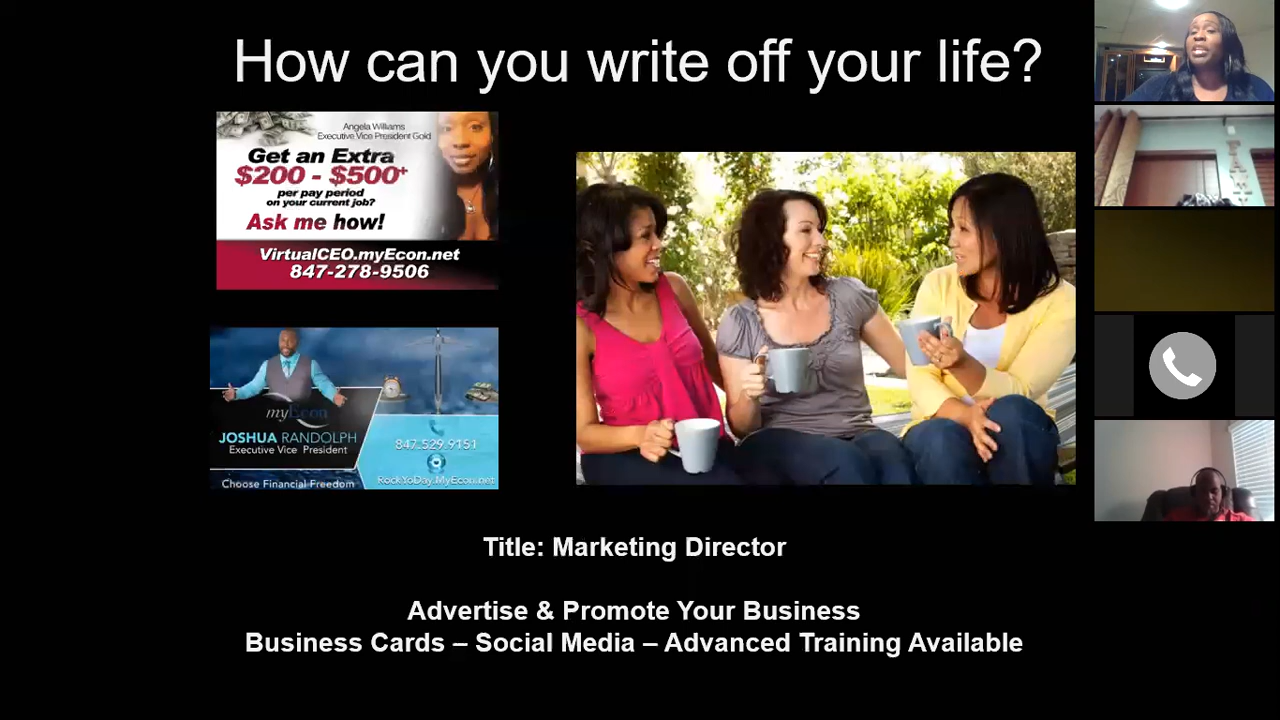 How can you write off your life?
Angela Williams
Executive Vice President Gold
Get an Extra
$200 - $500+
per pay period
on your current job?
Ask me how!
VirtualCEO.myEcon.net
847-278-9506
myEcon
JOSHUA RANDOLPH
Executive Vice President
847.529.9151
Choose Financial Freedom
RockYoDay.MyEcon.net
Title: Marketing Director
Advertise & Promote Your Business
Business Cards – Social Media – Advanced Training Available